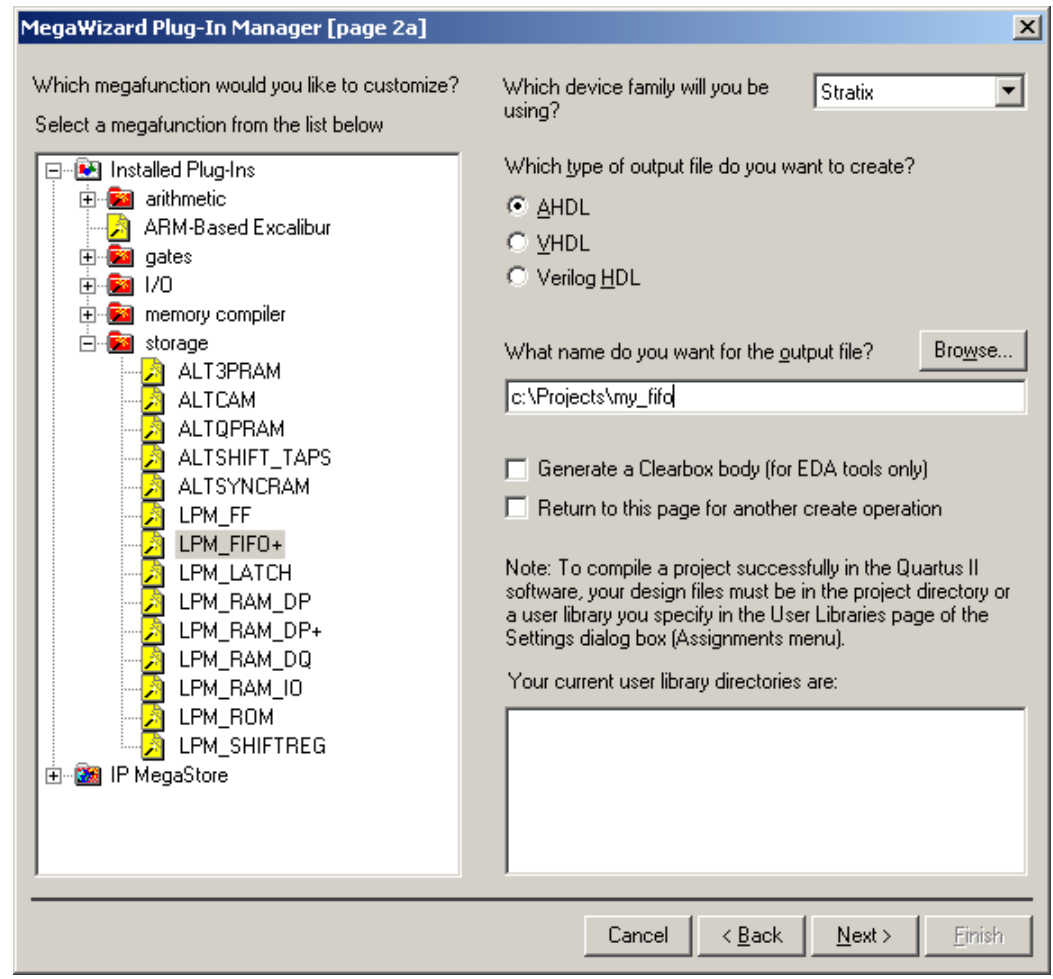 MegaWizard Plug-In Manager [page 2a]
Which megafunction would you like to customize?
Select a megafunction from the list below
Installed Plug-Ins
arithmetic
ARM-Based Excalibur
gates
I/O
memory compiler
storage
ALT3PRAM
ALTCAM
ALTQPRAM
ALTSHIFT_TAPS
ALTSYNCRAM
LPM_FF
LPM_FIFO+
LPM_LATCH
LPM_RAM_DP
LPM_RAM_DP+
LPM_RAM_DQ
LPM_RAM_IO
LPM_ROM
LPM_SHIFTREG
IP MegaStore
Which device family will you be
using?
Stratix
Which type of output file do you want to create?
AHDL
VHDL
Verilog HDL
What name do you want for the output file?
Browse...
c:\Projects\my_fifo
Generate a Clearbox body (for EDA tools only)
Return to this page for another create operation
Note: To compile a project successfully in the Quartus II
software, your design files must be in the project directory or
a user library you specify in the User Libraries page of the
Settings dialog box (Assignments menu).
Your current user library directories are:
Cancel
< Back
Next >
Finish